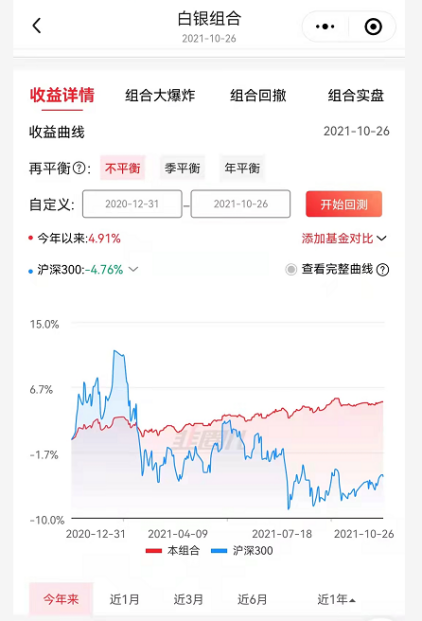 白银组合
2021-10-26
收益详情 组合大爆炸 组合回撤 组合实盘
收益曲线 2021-10-26
再平衡?: 不平衡 季平衡 年平衡
自定义: 2020-12-31 - 2021-10-26 开始回测
今年以来:4.91% 添加基金对比
沪深300:-4.76% 查看完整曲线?
15.0%
6.7%
韭圈儿
-1.7%
-10.0%
2020-12-31 2021-04-09 2021-07-18 2021-10-26
本组合 沪深300
今年来 近1月 近3月 近6月 近1年